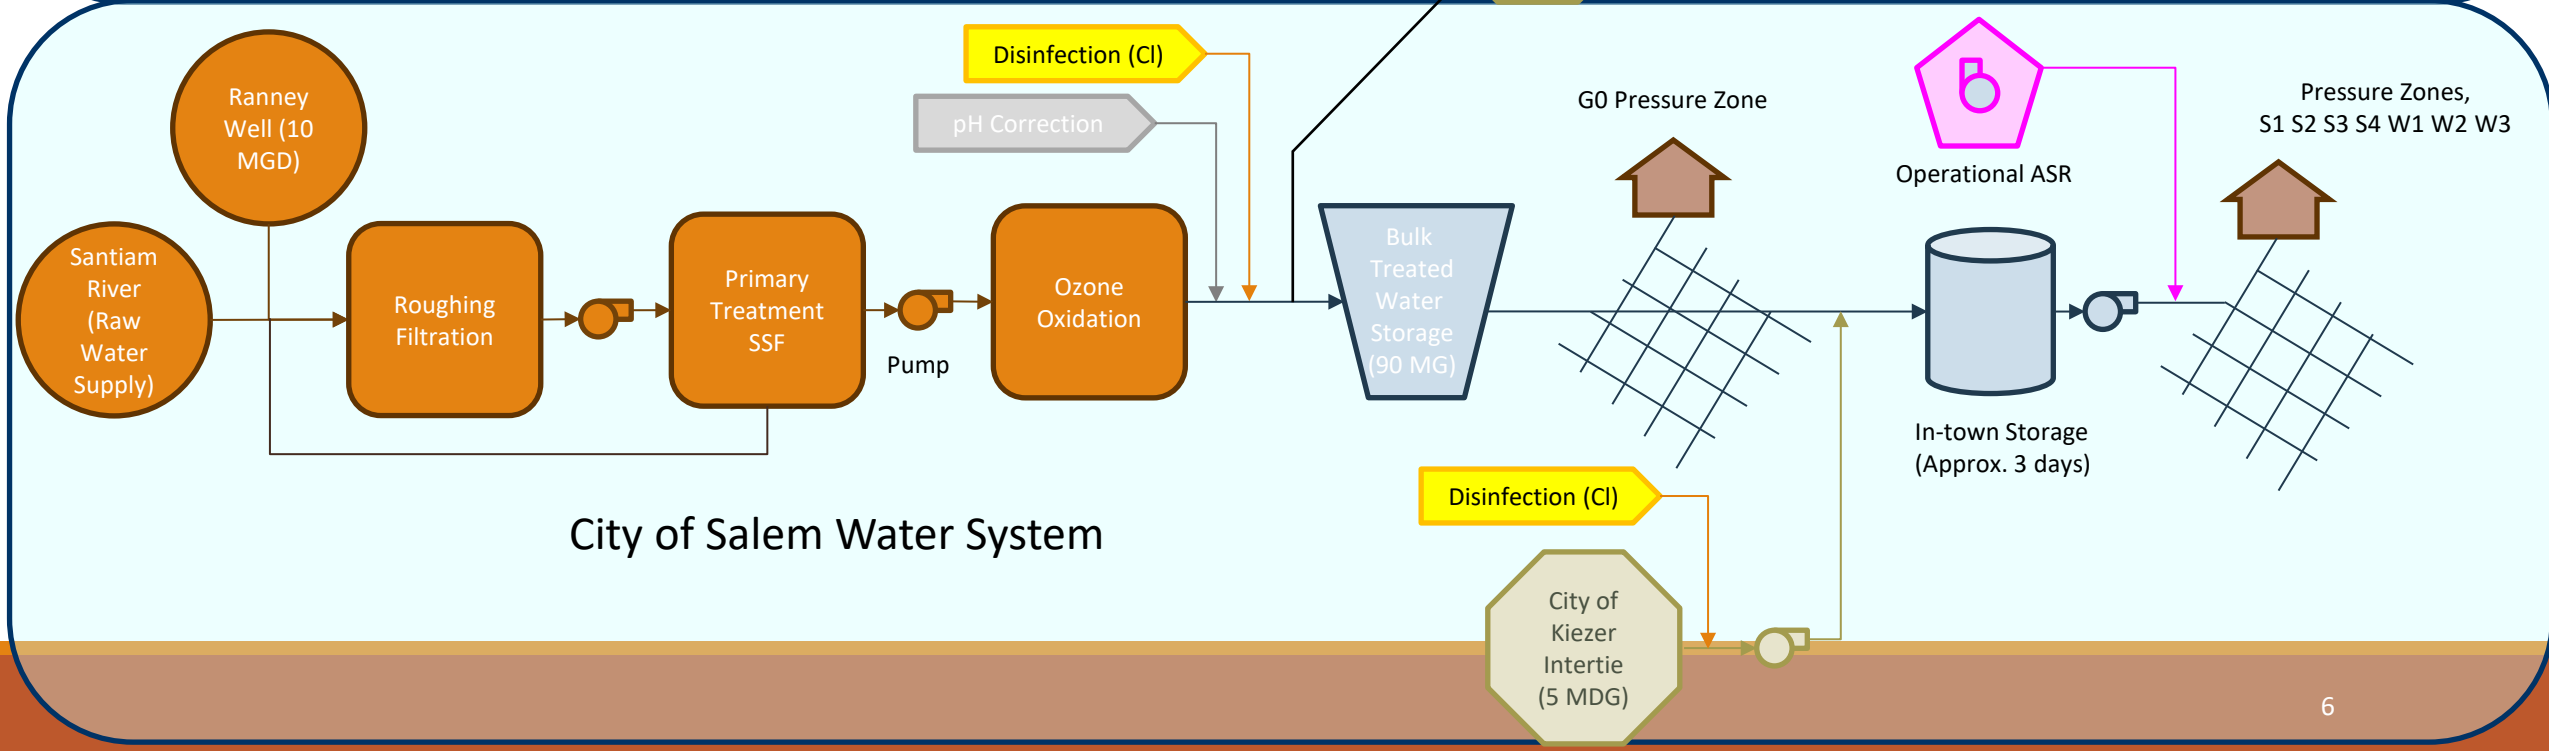 Disinfection (Cl)
pH Correction
Ranney
Well (10
MGD)
Santiam
River
(Raw
Water
Supply)
Roughing
Filtration
Primary
Treatment
SSF
Pump
Ozone
Oxidation
Bulk
Treated
Water
Storage
(90 MG)
G0 Pressure Zone
Operational ASR
Pressure Zones,
S1 S2 S3 S4 W1 W2 W3
In-town Storage
(Approx. 3 days)
City of Salem Water System
Disinfection (Cl)
City of
Kiezer
Intertie
(5 MDG)
6